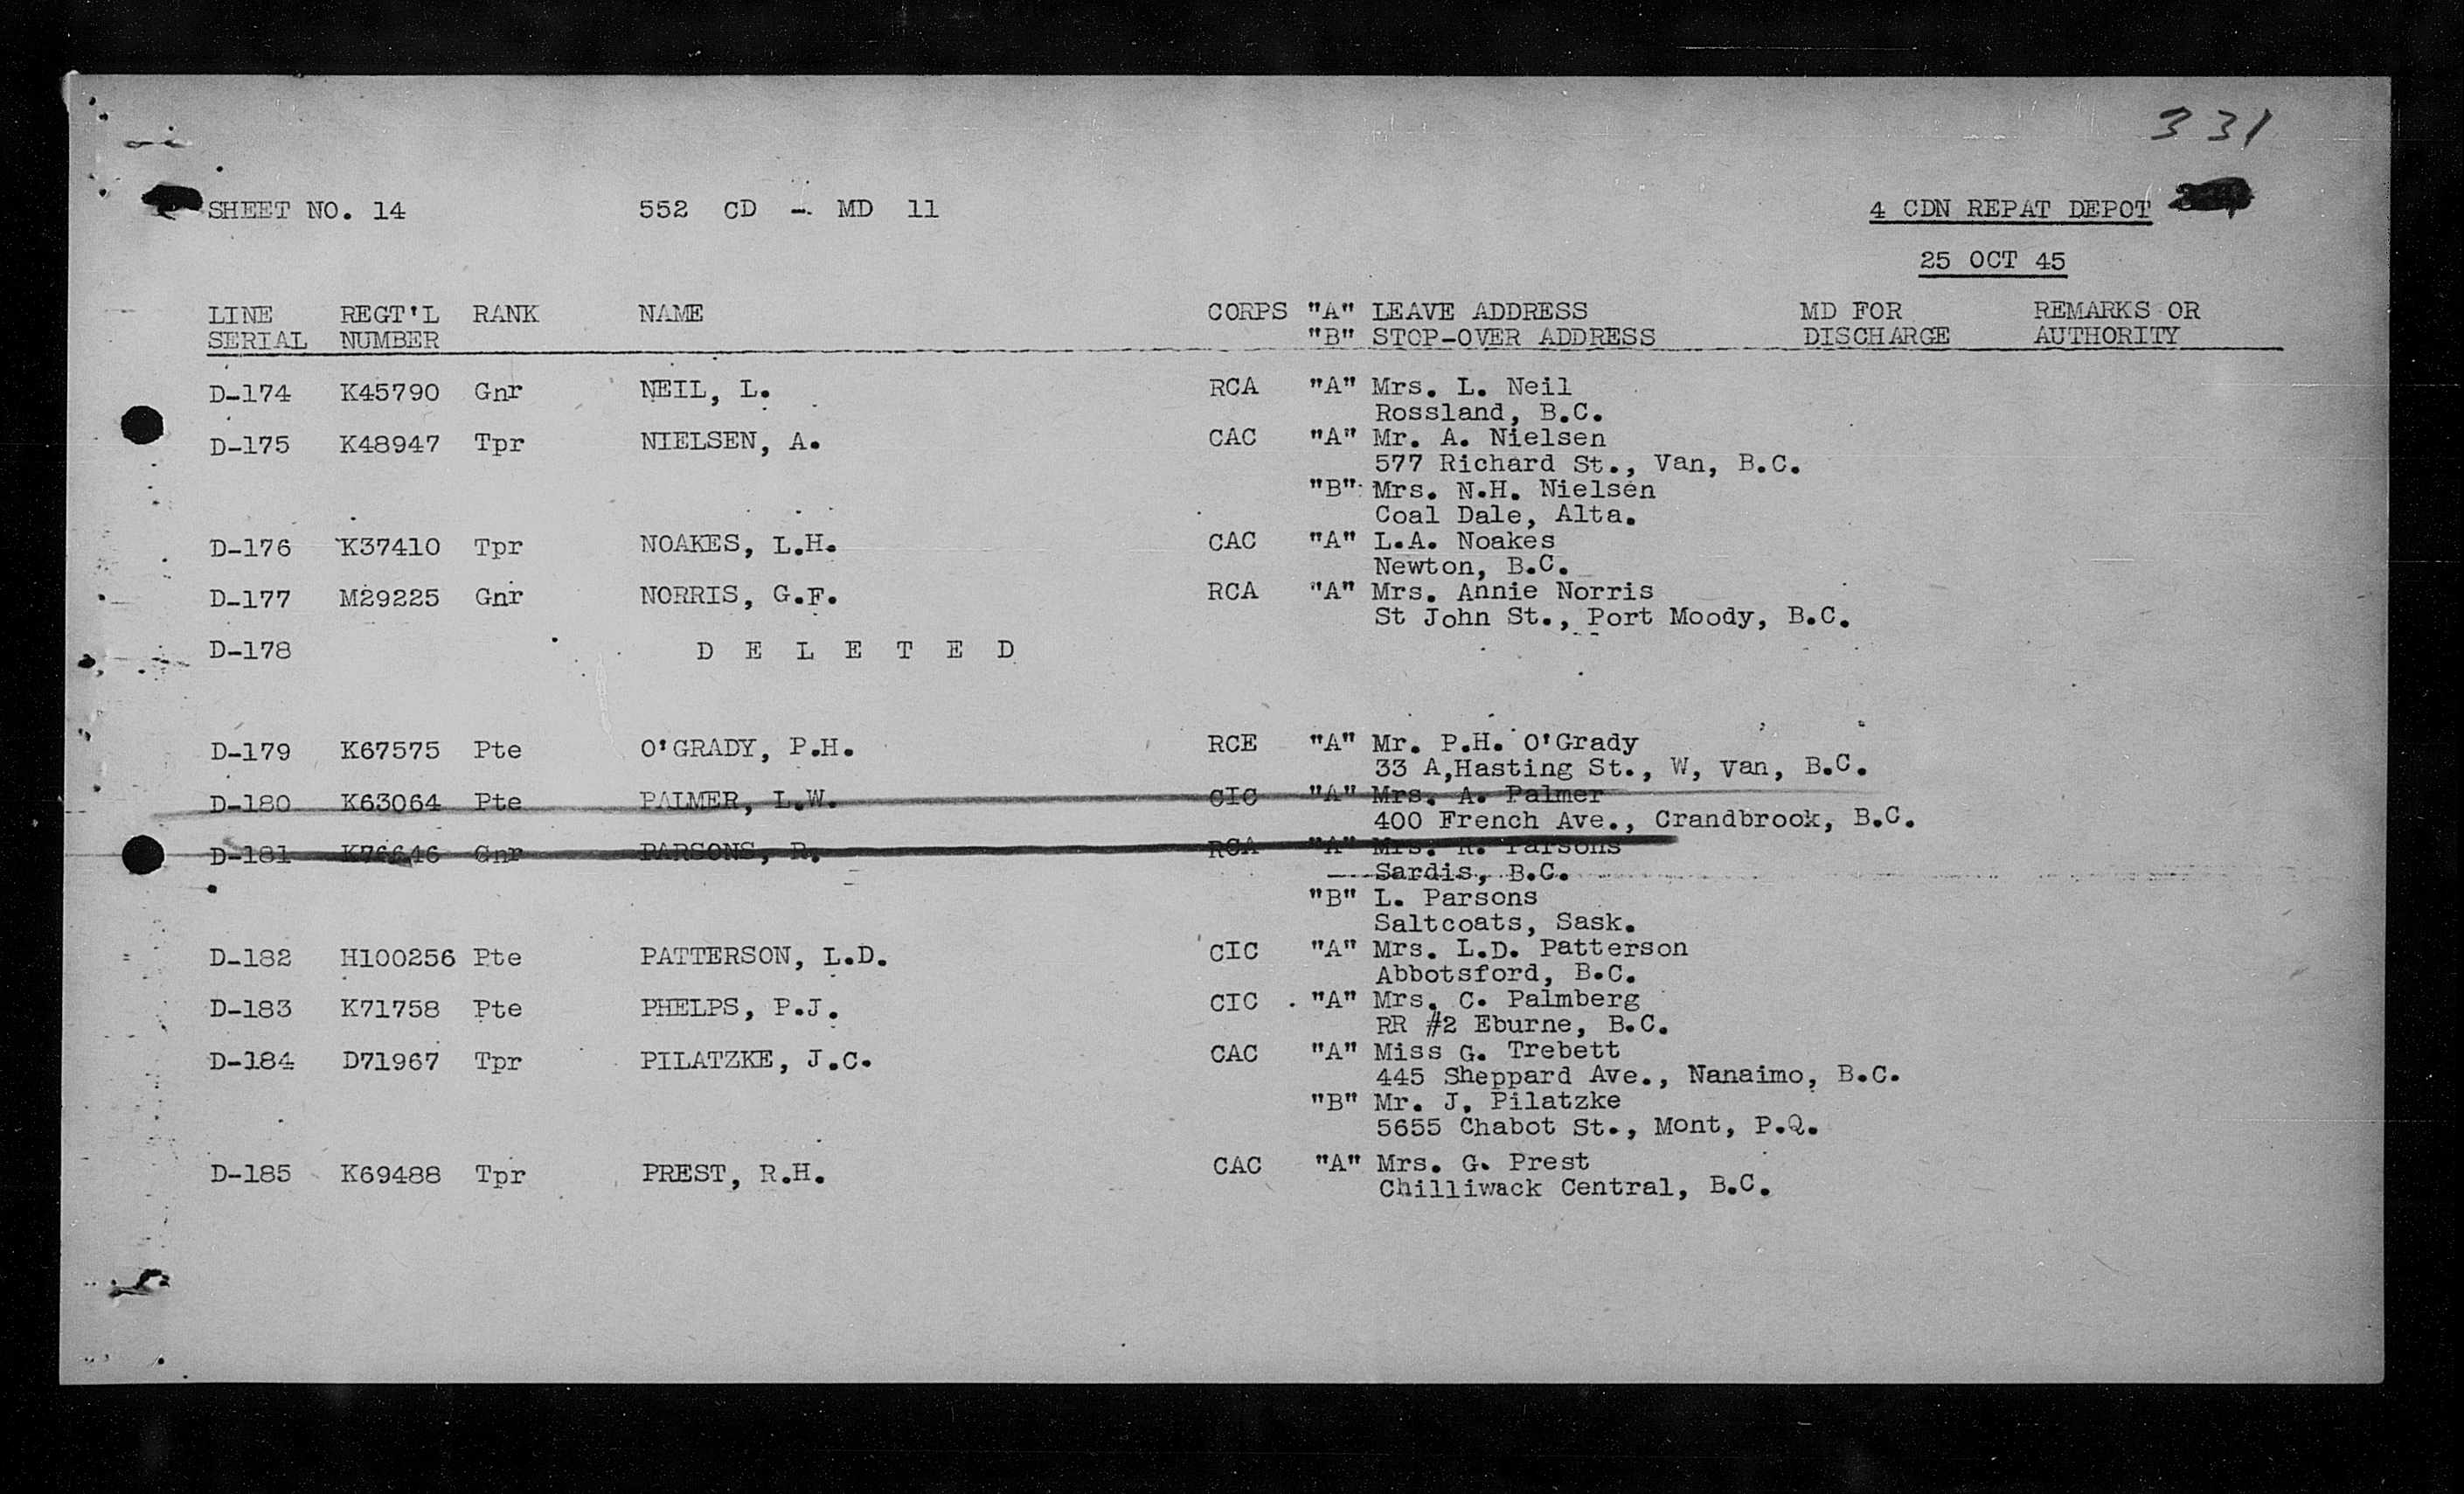 331
SHEET NO. 14 552 CD - MD 11 4 CDN REPAT DEPOT
25 OCT 45
LINE REGT'L RANK NAME CORPS "A" LEAVE ADDRESS MD FOR REMARKS OR
SERIAL NUMBER "B" STOP-OVER ADDRESS DISCHARGE AUTHORITY
D-174 K45790 Gnr NEIL, L. RCA "A" Mrs. L. Neil
Rossland, B.C.
D-175 K48947 Tpr NIELSEN, A. CAC "A" Mr. A. Nielsen
577 Richard St., Van, B.C.
"B" Mrs. N.H. Nielsen
Coal Dale, Alta.
D-176 K37410 Tpr NOAKES, L.H. CAC "A" L.A. Noakes
Newton, B.C.
D-177 M29225 Gnr NORRIS, G.F. RCA "A" Mrs. Annie Norris
St John St., Port Moody, B.C.
D-178 D E L E T E D
D-179 K67575 Pte O'GRADY, P.H. RCE "A" Mr. P.H. O'Grady
33 A,Hasting St., W, Van, B.C.
D-180 K63064 Pte PALMER, L.W. CIC "A" Mrs. A. Palmer
400 French Ave., Crandbrook, B.C.
D-181 Gnr PARSONS, R. RCA "A" Mrs. R. Parsons
Sardis, B.C.
"B" L. Parsons
Saltcoats, Sask.
D-182 H100256 Pte PATTERSON, L.D. CIC "A" Mrs. L.D. Patterson
Abbotsford, B.C.
D-183 K71758 Pte PHELPS, P.J. CIC "A" Mrs. C. Palmberg
RR #2 Eburne, B.C.
D-184 D71967 Tpr PILATZKE, J.C. CAC "A" Miss G. Trebett
445 Sheppard Ave., Nanaimo, B.C.
"B" Mr. J. Pilatzke
5655 Chabot St., Mont, P.Q.
D-185 K69488 Tpr PREST, R.H. CAC "A" Mrs. G. Prest
Chilliwack Central, B.C.